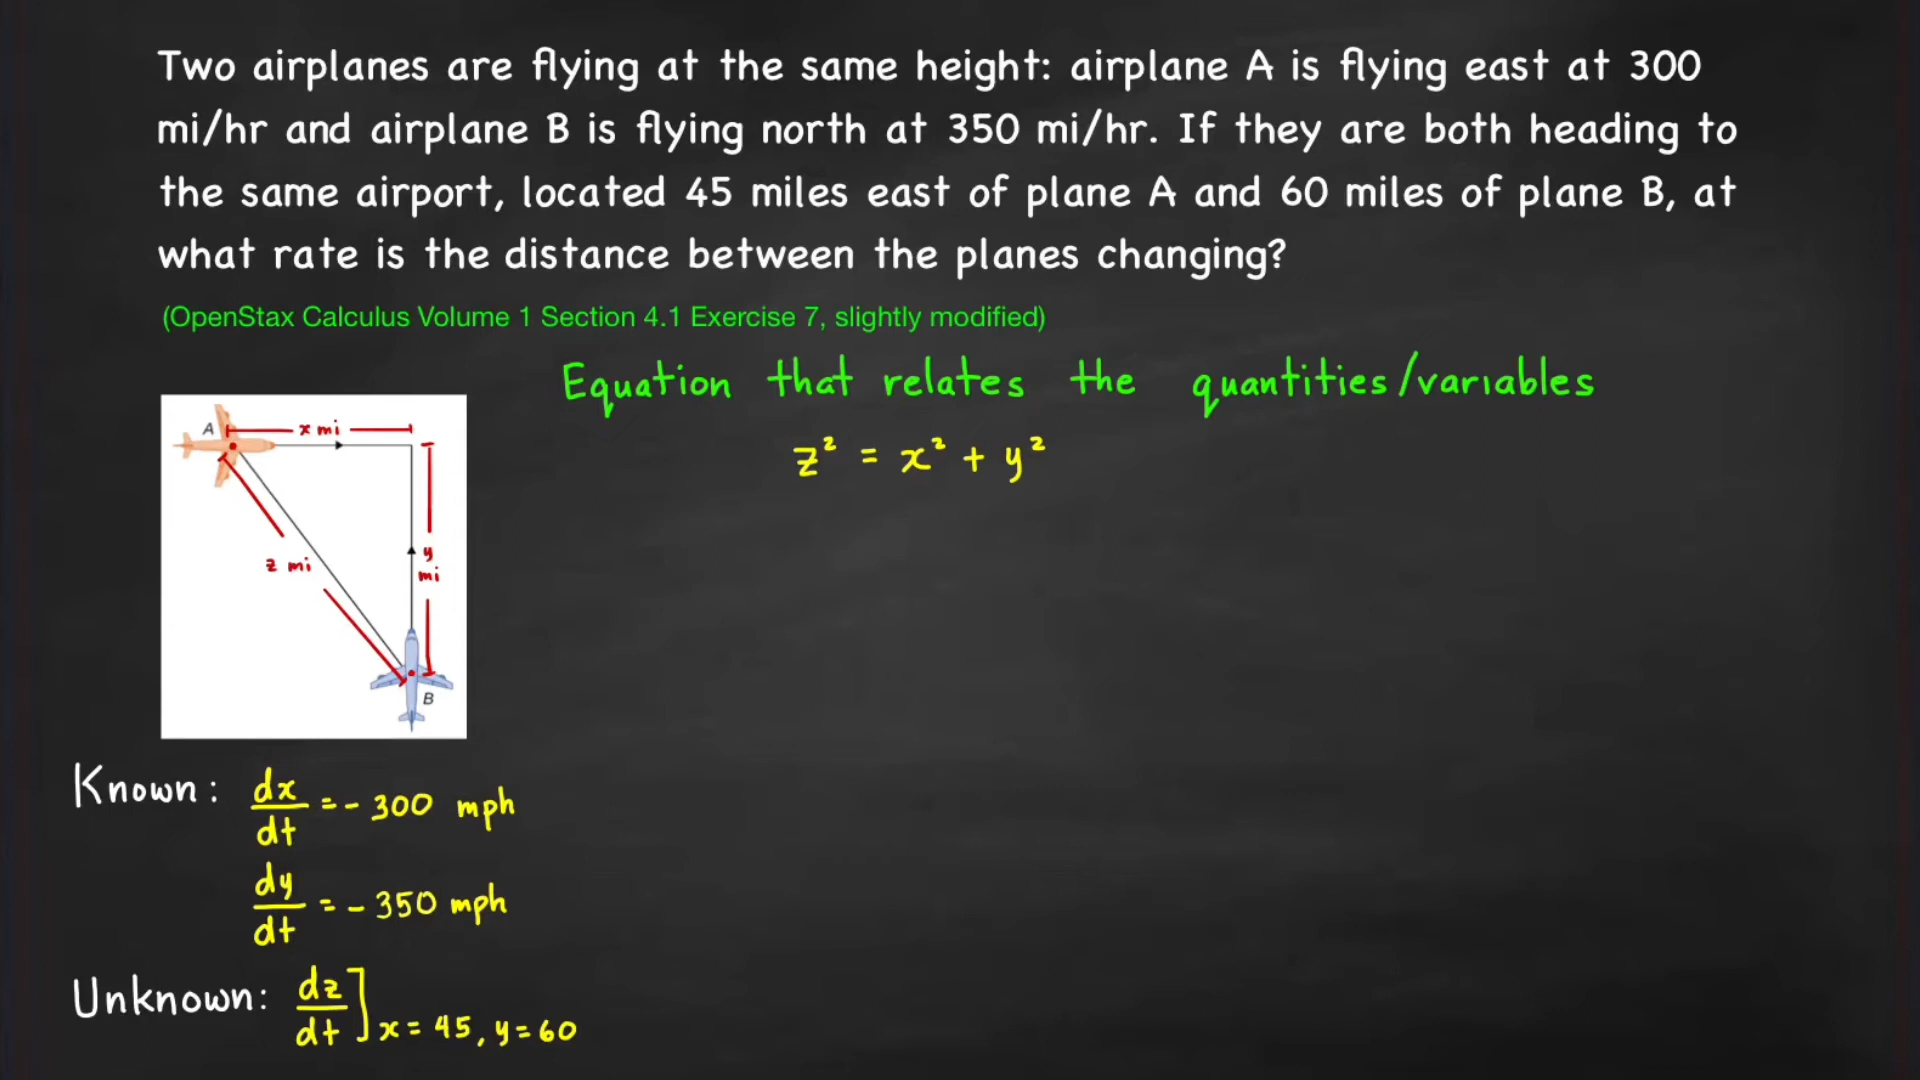 Two airplanes are flying at the same height: airplane A is flying east at 300
mi/hr and airplane B is flying north at 350 mi/hr. If they are both heading to
the same airport, located 45 miles east of plane A and 60 miles of plane B, at
what rate is the distance between the planes changing?
(OpenStax Calculus Volume 1 Section 4.1 Exercise 7, slightly modified)
Equation that relates the quantities/variables
z² = x² + y²
A
x mi
y
mi
z mi
B
Known: dx/dt = - 300 mph
dy/dt = - 350 mph
Unknown: dz/dt] x = 45, y = 60